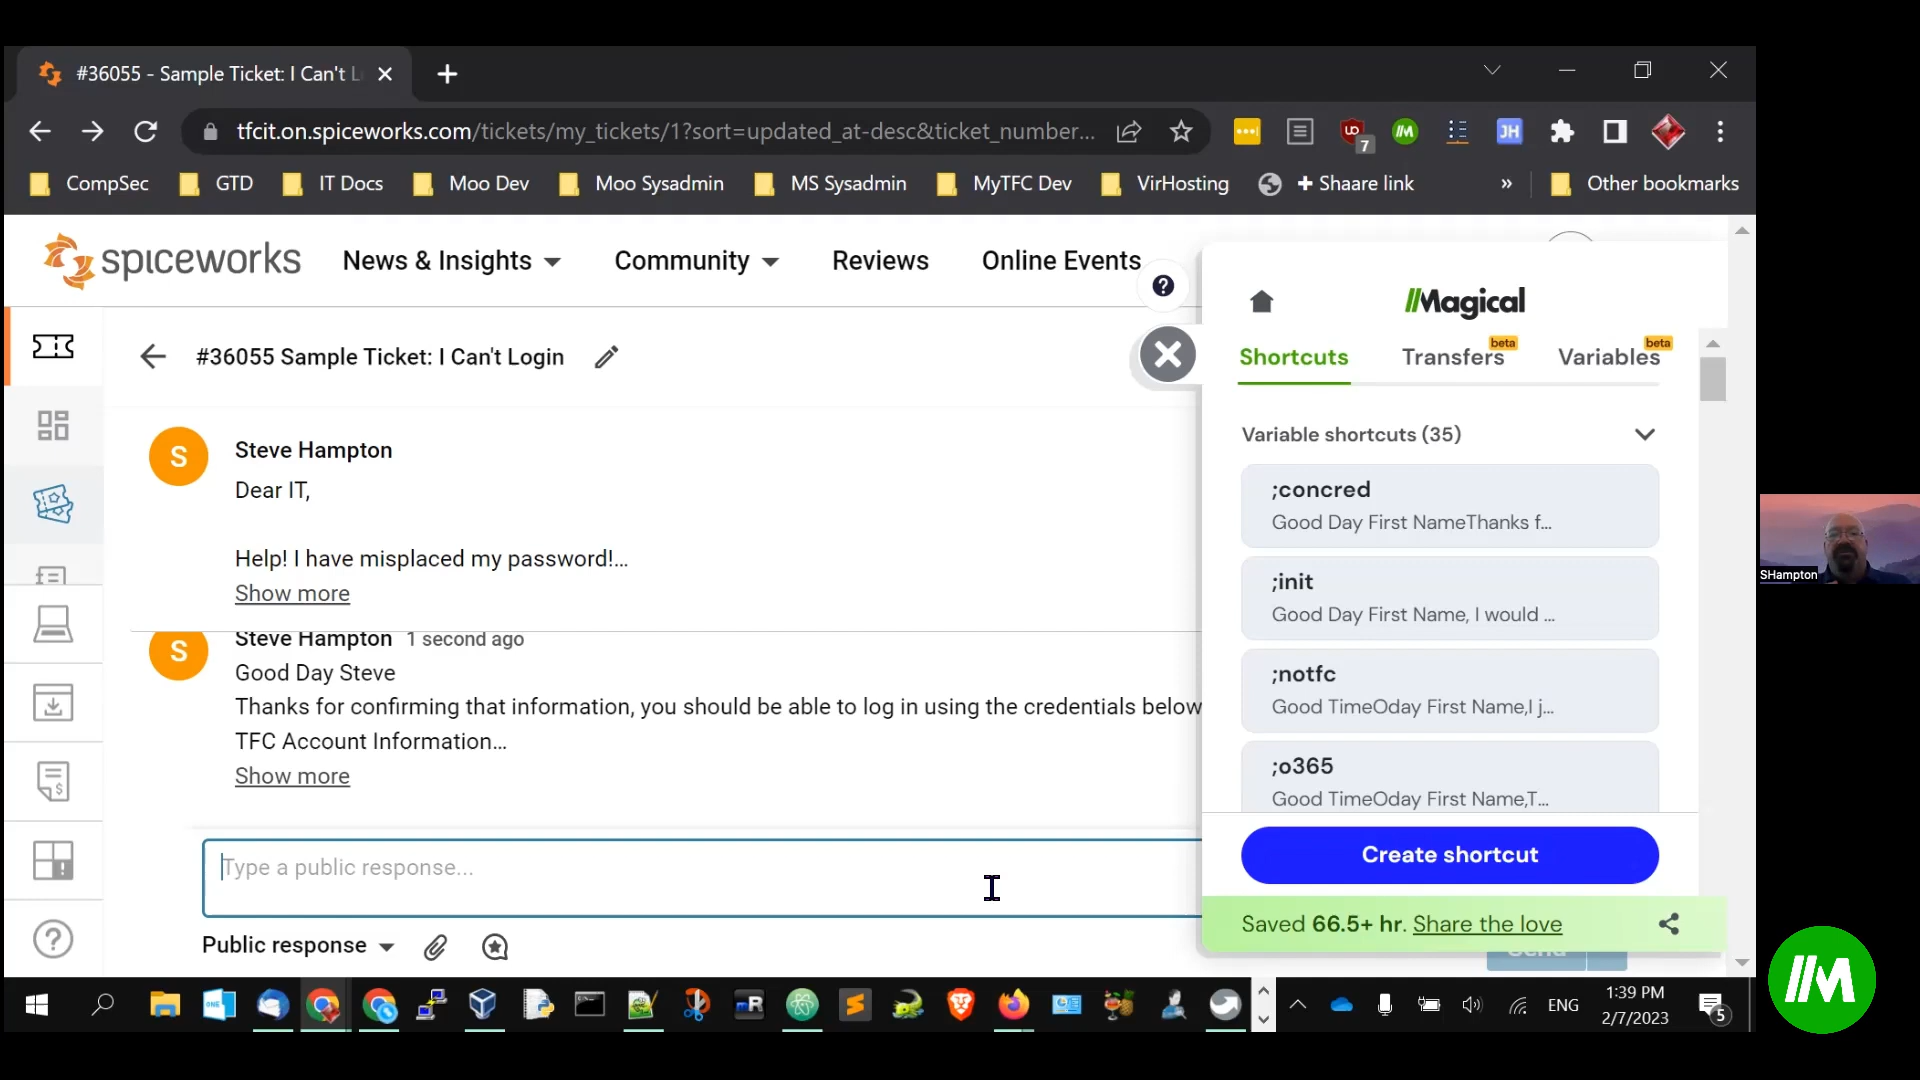 #36055 - Sample Ticket: I Can't L
tfcit.on.spiceworks.com/tickets/my_tickets/1?sort=updated_at-desc&ticket_number...
7
JH
CompSec
GTD
IT Docs
Moo Dev
Moo Sysadmin
MS Sysadmin
MyTFC Dev
VirHosting
+ Shaare link
»
Other bookmarks
spiceworks
News & Insights
Community
Reviews
Online Events
#36055 Sample Ticket: I Can't Login
S
Steve Hampton
Dear IT,
Help! I have misplaced my password!...
Show more
S
Steve Hampton 1 second ago
Good Day Steve
Thanks for confirming that information, you should be able to log in using the credentials below
TFC Account Information...
Show more
Type a public response...
Public response
Magical
Shortcuts
Transfers beta
Variables beta
Variable shortcuts (35)
;concred
Good Day First NameThanks f...
;init
Good Day First Name, I would ...
;notfc
Good TimeOday First Name,I j...
;o365
Good TimeOday First Name,T...
Create shortcut
Saved 66.5+ hr. Share the love
Send
SHampton
mR
ENG
1:39 PM
2/7/2023
5
M